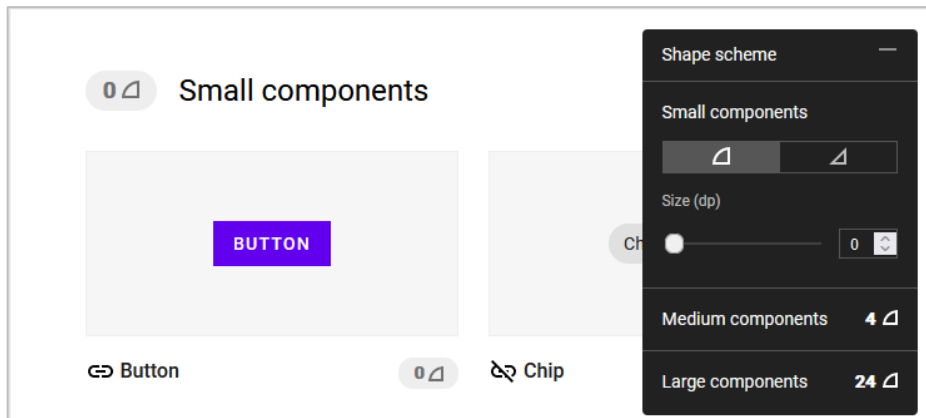 0
Small components
BUTTON
Button
0
Ch
Chip
Shape scheme
Small components
Size (dp)
0
Medium components 4
Large components 24